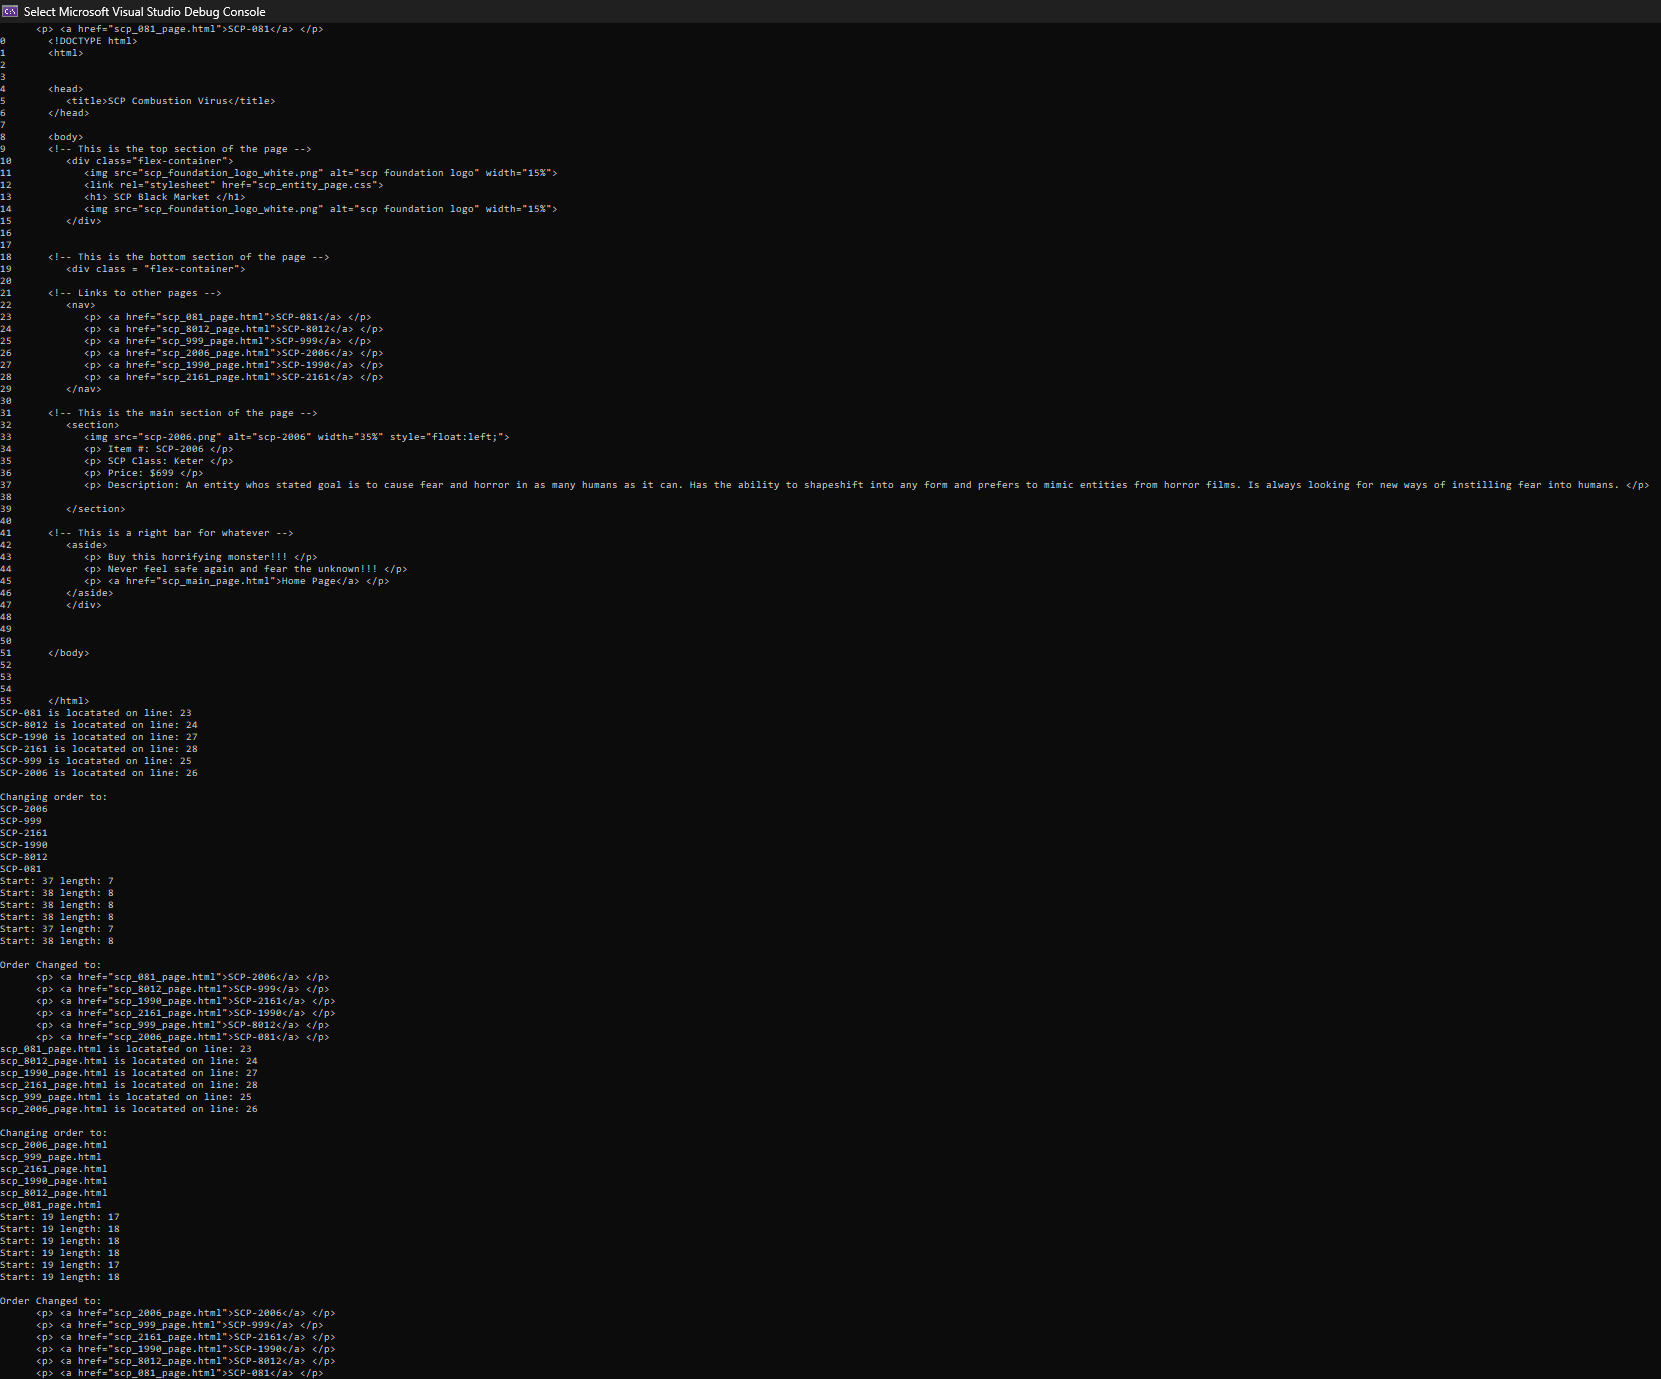 Select Microsoft Visual Studio Debug Console
<p> <a href="scp_081_page.html">SCP-081</a> </p>
0 <!DOCTYPE html>
1 <html>
2
3
4 <head>
5 <title>SCP Combustion Virus</title>
6 </head>
7
8 <body>
9 <!-- This is the top section of the page -->
10 <div class="flex-container">
11 <img src="scp_foundation_logo_white.png" alt="scp foundation logo" width="15%">
12 <link rel="stylesheet" href="scp_entity_page.css">
13 <h1> SCP Black Market </h1>
14 <img src="scp_foundation_logo_white.png" alt="scp foundation logo" width="15%">
15 </div>
16
17
18 <!-- This is the bottom section of the page -->
19 <div class = "flex-container">
20
21 <!-- Links to other pages -->
22 <nav>
23 <p> <a href="scp_081_page.html">SCP-081</a> </p>
24 <p> <a href="scp_8012_page.html">SCP-8012</a> </p>
25 <p> <a href="scp_999_page.html">SCP-999</a> </p>
26 <p> <a href="scp_2006_page.html">SCP-2006</a> </p>
27 <p> <a href="scp_1990_page.html">SCP-1990</a> </p>
28 <p> <a href="scp_2161_page.html">SCP-2161</a> </p>
29 </nav>
30
31 <!-- This is the main section of the page -->
32 <section>
33 <img src="scp-2006.png" alt="scp-2006" width="35%" style="float:left;">
34 <p> Item #: SCP-2006 </p>
35 <p> SCP Class: Keter </p>
36 <p> Price: $699 </p>
37 <p> Description: An entity whos stated goal is to cause fear and horror in as many humans as it can. Has the ability to shapeshift into any form and prefers to mimic entities from horror films. Is always looking for new ways of instilling fear into humans. </p>
38
39 </section>
40
41 <!-- This is a right bar for whatever -->
42 <aside>
43 <p> Buy this horrifying monster!!! </p>
44 <p> Never feel safe again and fear the unknown!!! </p>
45 <p> <a href="scp_main_page.html">Home Page</a> </p>
46 </aside>
47 </div>
48
49
50
51 </body>
52
53
54
55 </html>
SCP-081 is locatated on line: 23
SCP-8012 is locatated on line: 24
SCP-1990 is locatated on line: 27
SCP-2161 is locatated on line: 28
SCP-999 is locatated on line: 25
SCP-2006 is locatated on line: 26
Changing order to:
SCP-2006
SCP-999
SCP-2161
SCP-1990
SCP-8012
SCP-081
Start: 37 length: 7
Start: 38 length: 8
Start: 38 length: 8
Start: 38 length: 8
Start: 37 length: 7
Start: 38 length: 8
Order Changed to:
<p> <a href="scp_081_page.html">SCP-2006</a> </p>
<p> <a href="scp_8012_page.html">SCP-999</a> </p>
<p> <a href="scp_1990_page.html">SCP-2161</a> </p>
<p> <a href="scp_2161_page.html">SCP-1990</a> </p>
<p> <a href="scp_999_page.html">SCP-8012</a> </p>
<p> <a href="scp_2006_page.html">SCP-081</a> </p>
scp_081_page.html is locatated on line: 23
scp_8012_page.html is locatated on line: 24
scp_1990_page.html is locatated on line: 27
scp_2161_page.html is locatated on line: 28
scp_999_page.html is locatated on line: 25
scp_2006_page.html is locatated on line: 26
Changing order to:
scp_2006_page.html
scp_999_page.html
scp_2161_page.html
scp_1990_page.html
scp_8012_page.html
scp_081_page.html
Start: 19 length: 17
Start: 19 length: 18
Start: 19 length: 18
Start: 19 length: 18
Start: 19 length: 17
Start: 19 length: 18
Order Changed to:
<p> <a href="scp_2006_page.html">SCP-2006</a> </p>
<p> <a href="scp_999_page.html">SCP-999</a> </p>
<p> <a href="scp_2161_page.html">SCP-2161</a> </p>
<p> <a href="scp_1990_page.html">SCP-1990</a> </p>
<p> <a href="scp_8012_page.html">SCP-8012</a> </p>
<p> <a href="scp_081_page.html">SCP-081</a> </p>